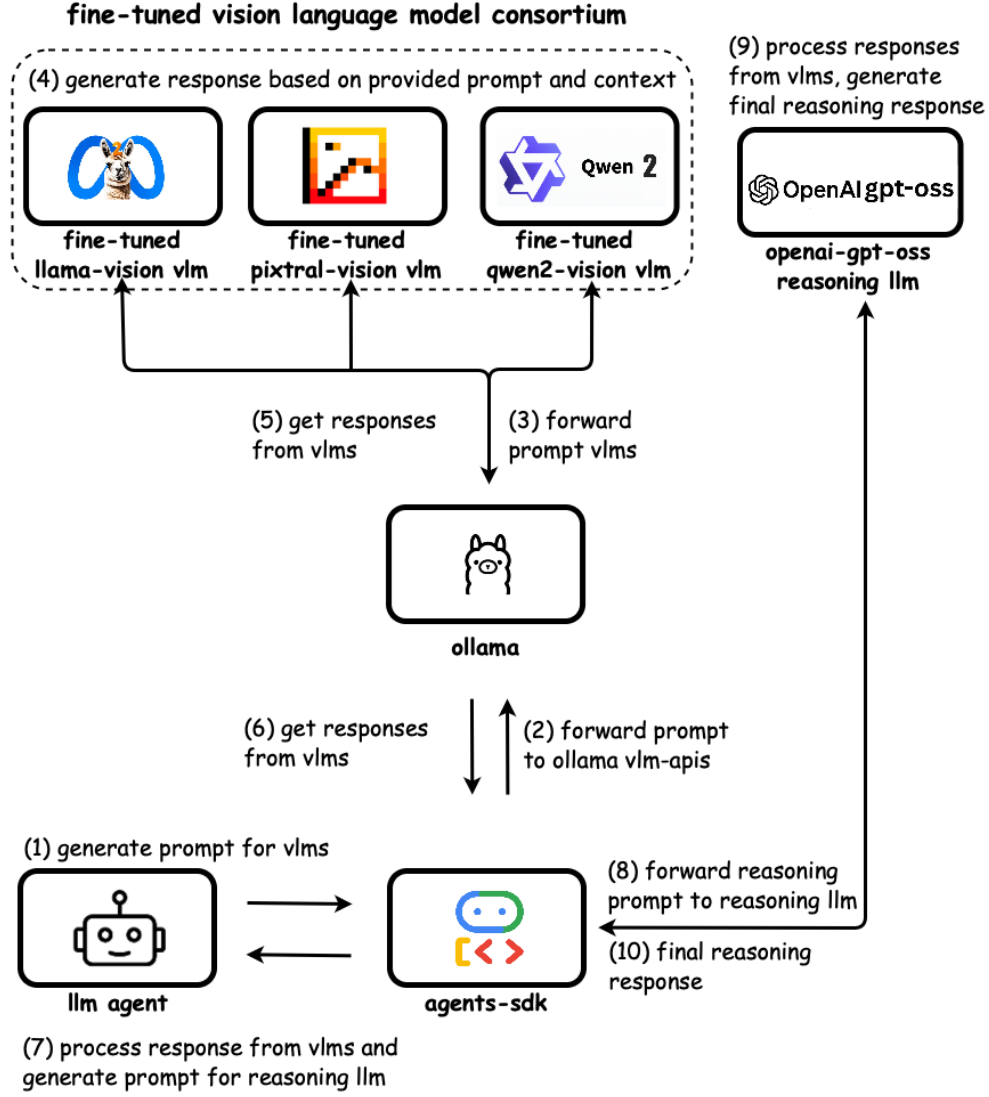 fine-tuned vision language model consortium
(4) generate response based on provided prompt and context
Qwen 2
fine-tuned
llama-vision vlm
fine-tuned
pixtral-vision vlm
fine-tuned
qwen2-vision vlm
(9) process responses
from vlms, generate
final reasoning response
OpenAI gpt-oss
openai-gpt-oss
reasoning llm
(5) get responses
from vlms
(3) forward
prompt vlms
ollama
(6) get responses
from vlms
(2) forward prompt
to ollama vlm-apis
(1) generate prompt for vlms
llm agent
agents-sdk
(8) forward reasoning
prompt to reasoning llm
(10) final reasoning
response
(7) process response from vlms and
generate prompt for reasoning llm